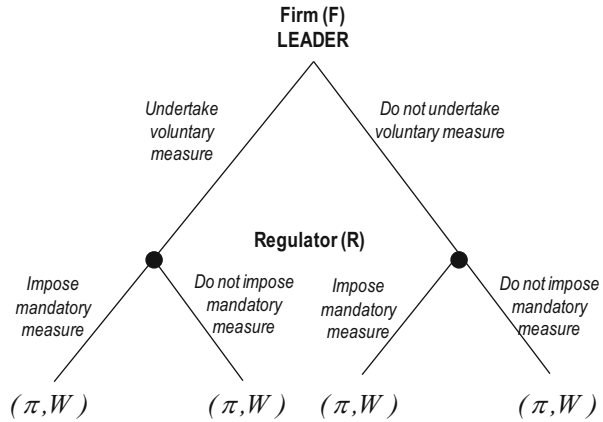 Firm (F)
LEADER
Undertake
voluntary
measure
Do not undertake
voluntary measure
Regulator (R)
Impose
mandatory
measure
Do not impose
mandatory
measure
Impose
mandatory
measure
Do not impose
mandatory
measure
(π,W)
(π,W)
(π,W)
(π,W)